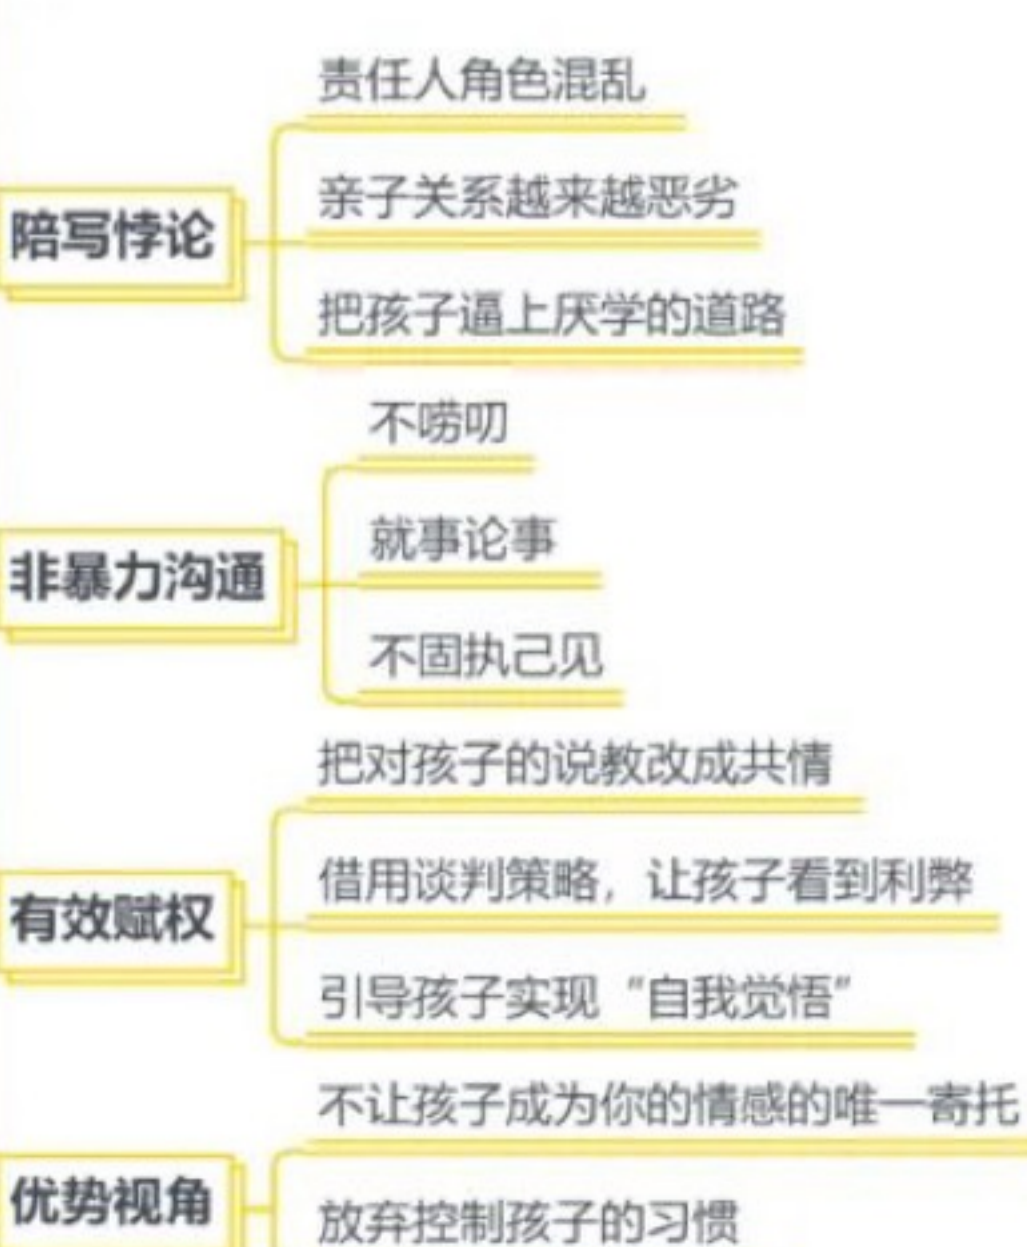 陪写悖论
责任人角色混乱
亲子关系越来越恶劣
把孩子逼上厌学的道路
非暴力沟通
不唠叨
就事论事
不固执己见
有效赋权
把对孩子的说教改成共情
借用谈判策略，让孩子看到利弊
引导孩子实现“自我觉悟”
优势视角
不让孩子成为你的情感的唯一寄托
放弃控制孩子的习惯